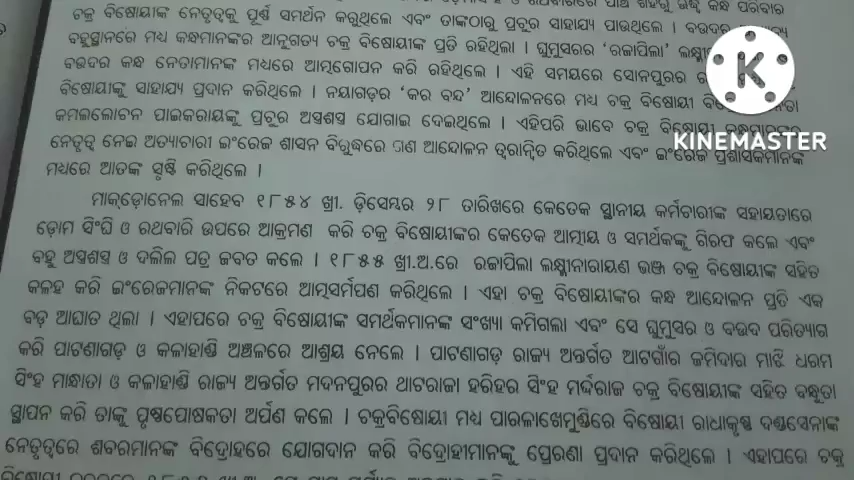 ଚକ୍ର ବିଷୋୟୀଙ୍କ ନେତୃତ୍ୱକୁ ପୂର୍ଣ୍ଣ ସମର୍ଥନ କରୁଥିଲେ ଏବଂ ତାଙ୍କଠାରୁ ପ୍ରଚୁର ସାହାଯ୍ୟ ପାଉଥିଲେ । ବଉଦର
ବହୁସ୍ଥାନରେ ମଧ୍ୟ କନ୍ଧମାନଙ୍କର ଆନୁଗତ୍ୟ ଚକ୍ର ବିଷୋୟୀଙ୍କ ପ୍ରତି ରହିଥିଲା । ଘୁମୁସରର ‘ରଜାପିଲା’
ବଉଦର କନ୍ଧ ନେତାମାନଙ୍କ ମଧ୍ୟରେ ଆତ୍ମଗୋପନ କରି ରହିଥିଲେ । ଏହି ସମୟରେ ସୋନପୁରର
ବିଷୋୟୀଙ୍କୁ ସାହାଯ୍ୟ ପ୍ରଦାନ କରିଥିଲେ । ନୟାଗଡ଼ର ‘କର ବନ୍ଦ’ ଆନ୍ଦୋଳନରେ ମଧ୍ୟ ଚକ୍ର ବିଷୋୟୀ
କମଳଲୋଚନ ପାଇକରାୟଙ୍କୁ ପ୍ରଚୁର ଅସ୍ତ୍ରଶସ୍ତ୍ର ଯୋଗାଇ ଦେଇଥିଲେ । ଏହିପରି ଭାବେ ଚକ୍ର ବିଷୋୟୀ
ନେତୃତ୍ୱ ନେଇ ଅତ୍ୟାଚାରୀ ଇଂରେଜ ଶାସନ ବିରୁଦ୍ଧରେ ଗଣ ଆନ୍ଦୋଳନ ତ୍ୱରାନ୍ୱିତ କରିଥିଲେ ଏବଂ ଇଂରେଜ ପ୍ରଶାସକମାନଙ୍କ
ମଧ୍ୟରେ ଆତଙ୍କ ସୃଷ୍ଟି କରିଥିଲେ ।
ମାକ୍‌ଡ଼ୋନେଲ ସାହେବ ୧୮୫୪ ଖ୍ରୀ. ଡ଼ିସେମ୍ବର ୨୮ ତାରିଖରେ କେତେକ ସ୍ଥାନୀୟ କର୍ମଚାରୀଙ୍କ ସହାୟତାରେ
ଡ଼ୋମ ସିଂଘି ଓ ରଥବାରି ଉପରେ ଆକ୍ରମଣ କରି ଚକ୍ର ବିଷୋୟୀଙ୍କର କେତେକ ଆତ୍ମୀୟ ଓ ସମର୍ଥକଙ୍କୁ ଗିରଫ କଲେ ଏବଂ
ବହୁ ଅସ୍ତ୍ରଶସ୍ତ୍ର ଓ ଦଲିଲ ପତ୍ର ଜବତ କଲେ । ୧୮୫୫ ଖ୍ରୀ.ଅ.ରେ ରଜାପିଲା ଲକ୍ଷ୍ମୀନାରାୟଣ ଭଞ୍ଜ ଚକ୍ର ବିଷୋୟୀଙ୍କ ସହିତ
କଳହ କରି ଇଂରେଜମାନଙ୍କ ନିକଟରେ ଆତ୍ମସର୍ମପଣ କରିଥିଲେ । ଏହା ଚକ୍ର ବିଷୋୟୀଙ୍କର କନ୍ଧ ଆନ୍ଦୋଳନ ପ୍ରତି ଏକ
ବଡ଼ ଆଘାତ ଥିଲା । ଏହାପରେ ଚକ୍ର ବିଷୋୟୀଙ୍କ ସମର୍ଥକମାନଙ୍କ ସଂଖ୍ୟା କମିଗଲା ଏବଂ ସେ ଘୁମୁସର ଓ ବଉଦ ପରିତ୍ୟାଗ
କରି ପାଟଣାଗଡ଼ ଓ କଳାହାଣ୍ଡି ଅଞ୍ଚଳରେ ଆଶ୍ରୟ ନେଲେ । ପାଟଣାଗଡ଼ ରାଜ୍ୟ ଅନ୍ତର୍ଗତ ଆଟଗାଁର ଜମିଦାର ମାଝି ଧରମ
ସିଂହ ମାନ୍ଧାତା ଓ କଳାହାଣ୍ଡି ରାଜ୍ୟ ଅନ୍ତର୍ଗତ ମଦନପୁରର ଥାଟରାଜା ହରିହର ସିଂହ ମର୍ଦ୍ଦରାଜ ଚକ୍ର ବିଷୋୟୀଙ୍କ ସହିତ ବନ୍ଧୁତା
ସ୍ଥାପନ କରି ତାଙ୍କୁ ପୃଷ୍ଠପୋଷକତା ଅର୍ପଣ କଲେ । ଚକ୍ରବିଷୋୟୀ ମଧ୍ୟ ପାରଳାଖେମୁଣ୍ଡିରେ ବିଷୋୟୀ ରାଧାକୃଷ୍ଣ ଦଣ୍ଡସେନାଙ୍କ
ନେତୃତ୍ୱରେ ଶବରମାନଙ୍କ ବିଦ୍ରୋହରେ ଯୋଗଦାନ କରି ବିଦ୍ରୋହୀମାନଙ୍କୁ ପ୍ରେରଣା ପ୍ରଦାନ କରିଥିଲେ । ଏହାପରେ ଚକ୍ର
KINEMASTER